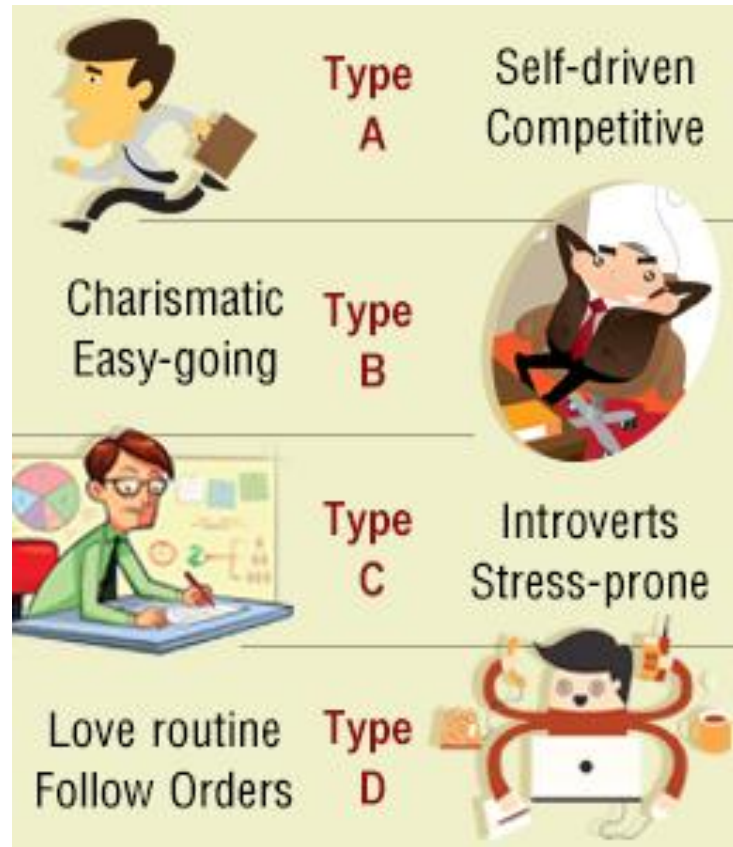 Type
A
Self-driven
Competitive
Charismatic
Easy-going
Type
B
Type
C
Introverts
Stress-prone
Love routine
Follow Orders
Type
D